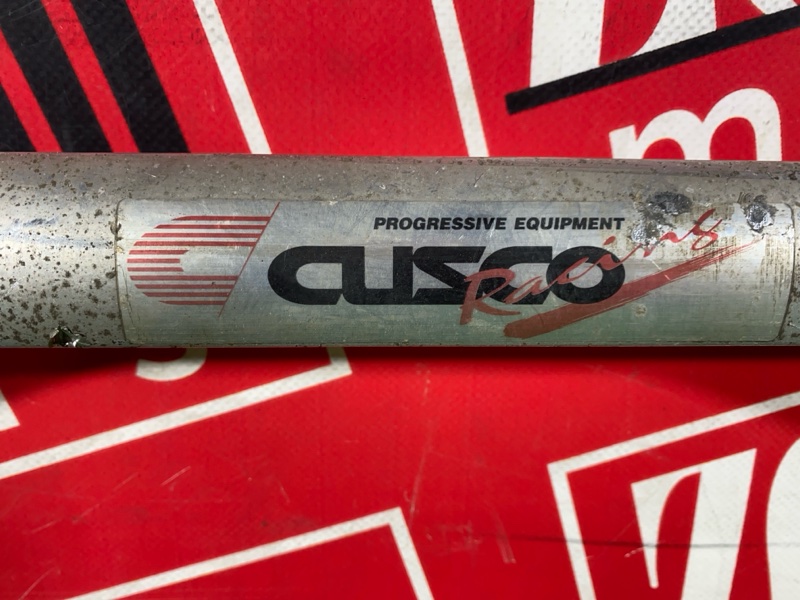 m
PROGRESSIVE EQUIPMENT
CUSCO
Racing